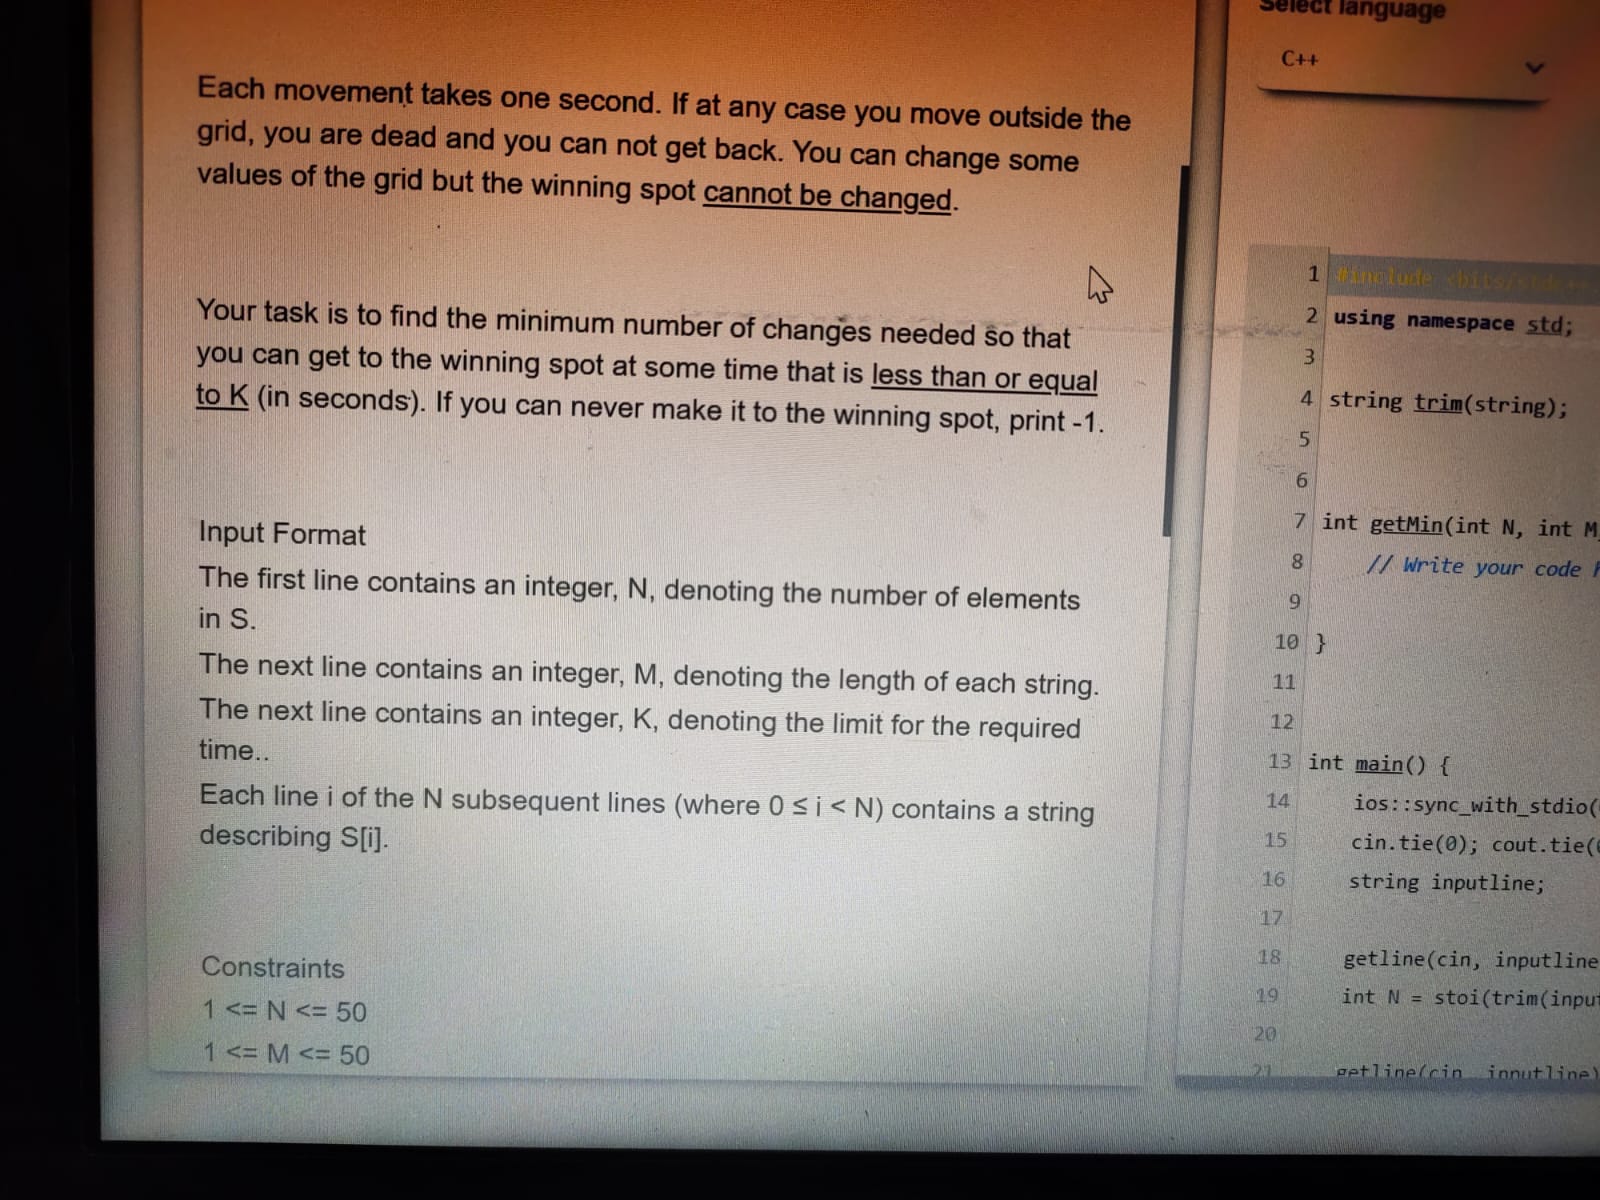 Each movement takes one second. If at any case you move outside the
grid, you are dead and you can not get back. You can change some
values of the grid but the winning spot cannot be changed.
Your task is to find the minimum number of changes needed so that
you can get to the winning spot at some time that is less than or equal
to K (in seconds). If you can never make it to the winning spot, print -1.
Input Format
The first line contains an integer, N, denoting the number of elements
in S.
The next line contains an integer, M, denoting the length of each string.
The next line contains an integer, K, denoting the limit for the required
time..
Each line i of the N subsequent lines (where 0 ≤ i < N) contains a string
describing S[i].
Constraints
1 <= N <= 50
1 <= M <= 50
Select language
C++
1 #include <bits/stdc++.
2 using namespace std;
3
4 string trim(string);
5
6
7 int getMin(int N, int M,
8 // Write your code
9
10 }
11
12
13 int main() {
14 ios::sync_with_stdio(
15 cin.tie(0); cout.tie(
16 string inputline;
17
18 getline(cin, inputline
19 int N = stoi(trim(input
20
21 getline(cin, inputline)